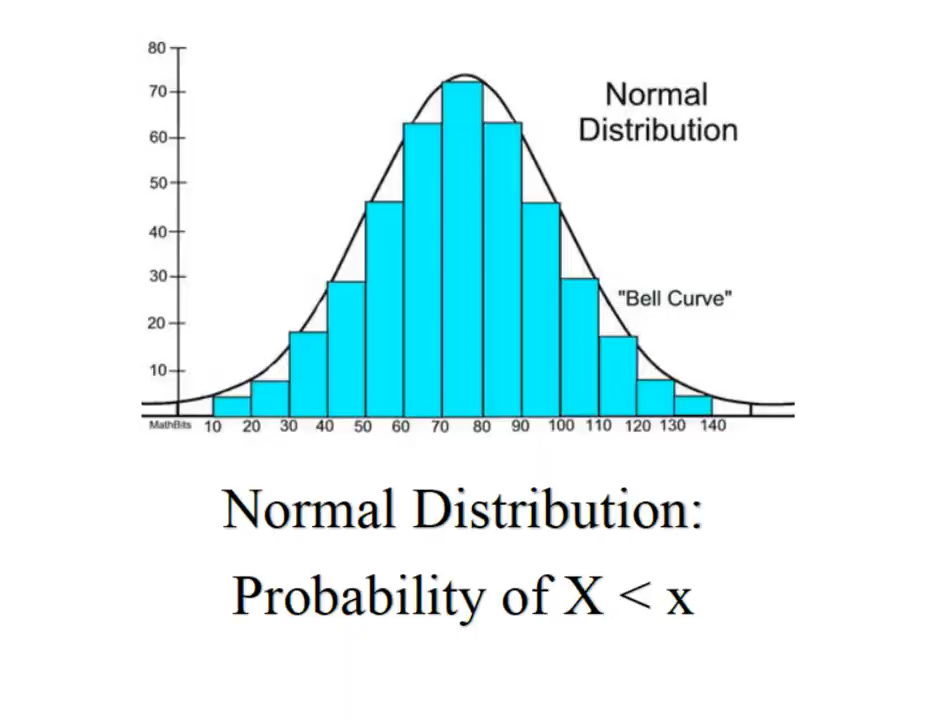 80
70
Normal
Distribution
60
50
40
30
"Bell Curve"
20
10
MathBits 10 20 30 40 50 60 70 80 90 100 110 120 130 140
Normal Distribution:
Probability of X < x